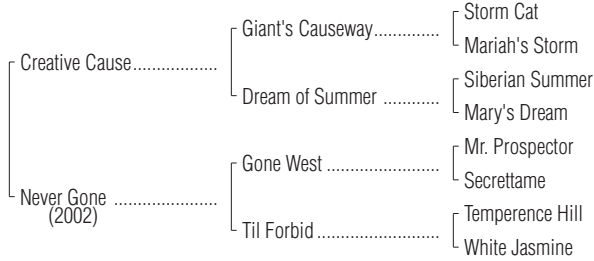 Storm Cat
Giant's Causeway..............
Mariah's Storm
Creative Cause..................
Siberian Summer
Dream of Summer ............
Mary's Dream
Mr. Prospector
Gone West ........................
Secrettame
Never Gone ......................
(2002)
Temperence Hill
Til Forbid ..........................
White Jasmine